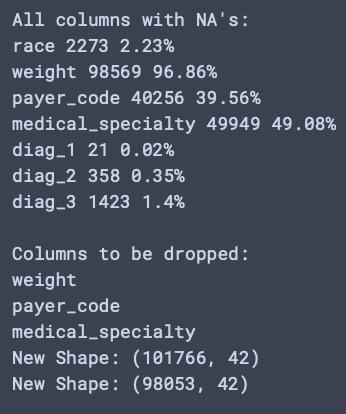 All columns with NA's:
race 2273 2.23%
weight 98569 96.86%
payer_code 40256 39.56%
medical_specialty 49949 49.08%
diag_1 21 0.02%
diag_2 358 0.35%
diag_3 1423 1.4%
Columns to be dropped:
weight
payer_code
medical_specialty
New Shape: (101766, 42)
New Shape: (98053, 42)